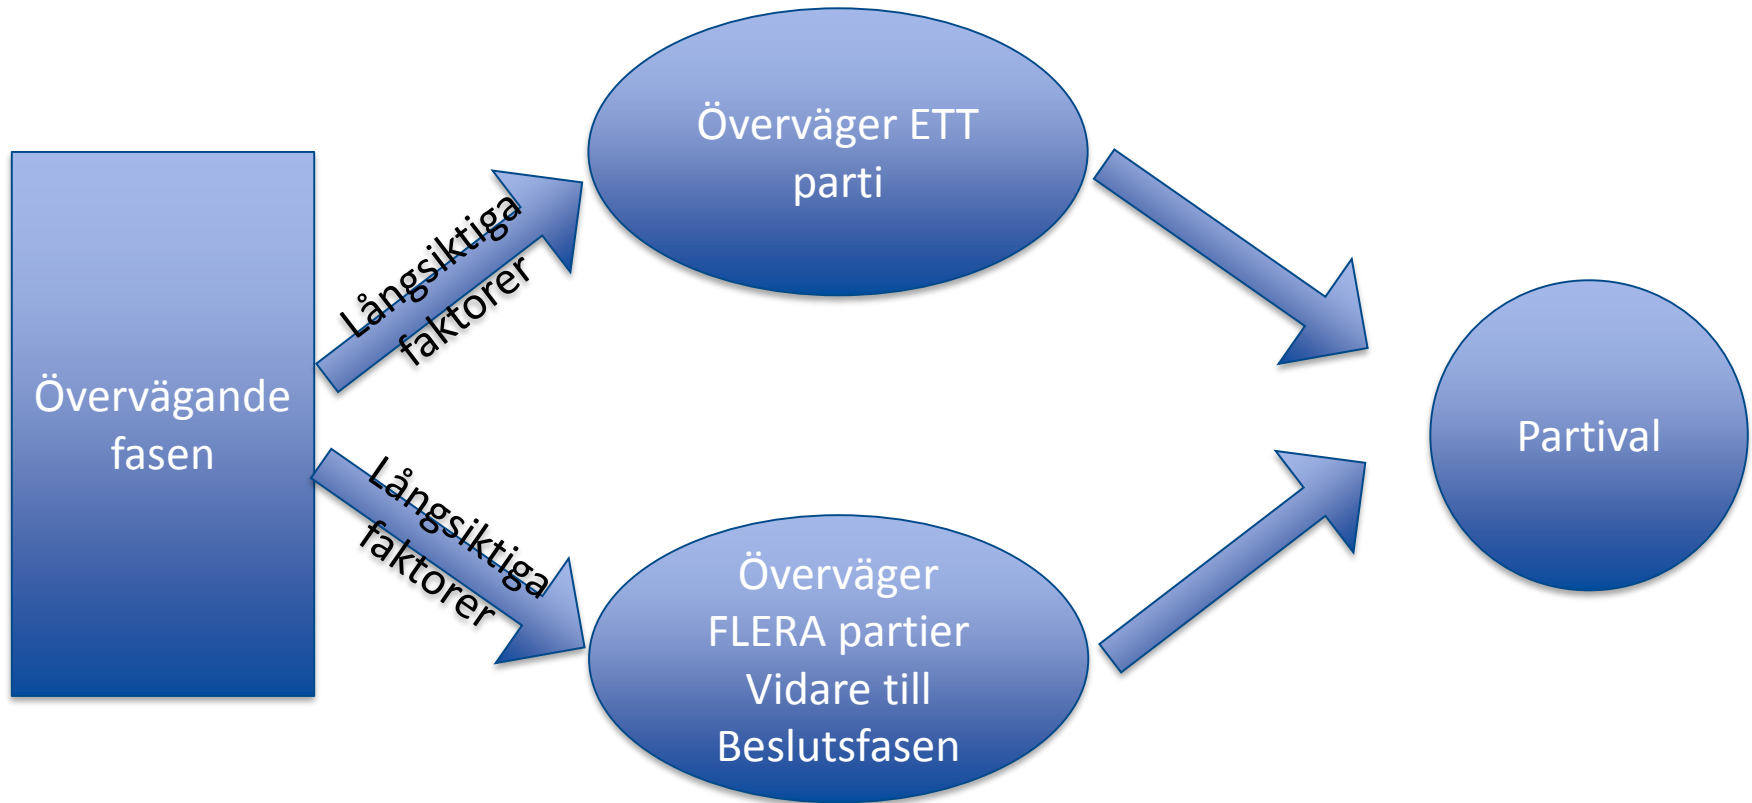 Överväger ETT
parti
Långsiktiga
faktorer
Övervägande
fasen
Partival
Långsiktiga
faktorer
Överväger
FLERA partier
Vidare till
Beslutsfasen